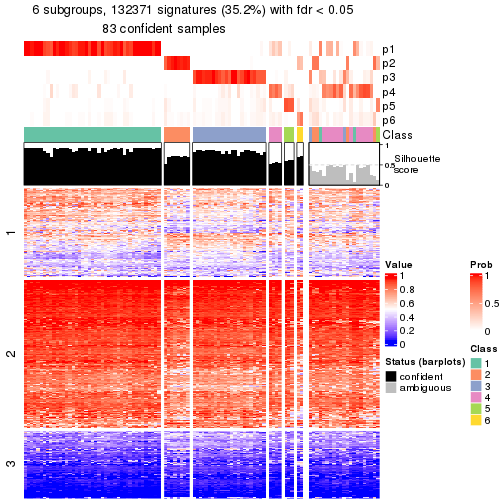 6 subgroups, 132371 signatures (35.2%) with fdr < 0.05
83 confident samples
p1
p2
p3
p4
p5
p6
Class
1
0.5
0
Silhouette
score
1
2
3
Value
1
0.8
0.6
0.4
0.2
0
Status (barplots)
confident
ambiguous
Prob
1
0.5
0
Class
1
2
3
4
5
6